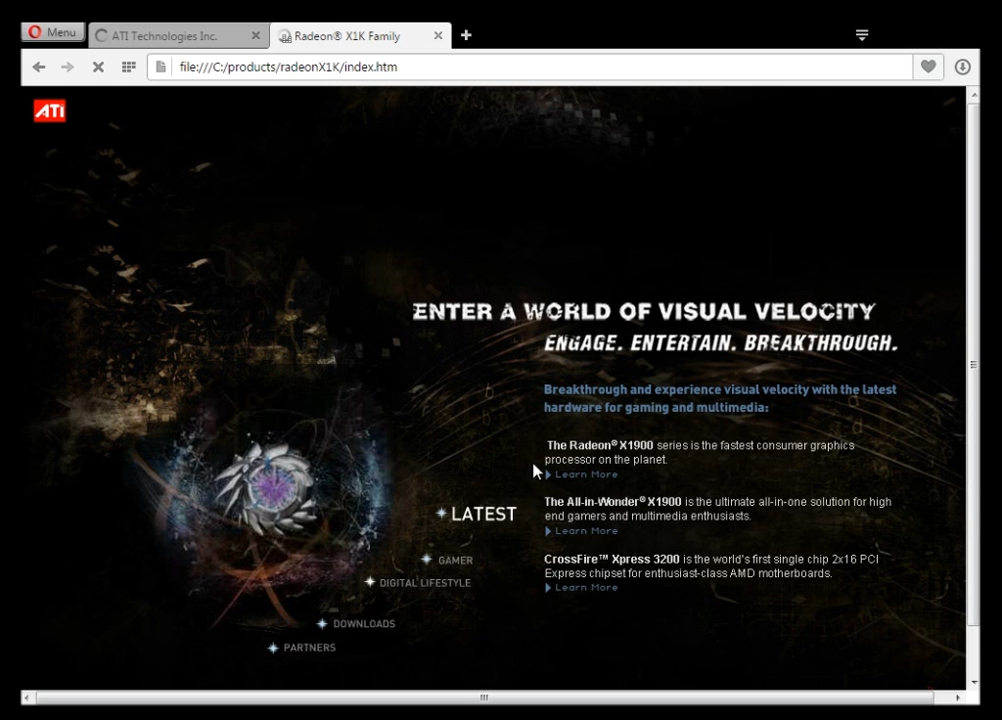 Menu
ATI Technologies Inc.
Radeon® X1K Family
file:///C:/products/radeonX1K/index.htm
ATI
ENTER A WORLD OF VISUAL VELOCITY
ENGAGE. ENTERTAIN. BREAKTHROUGH.
Breakthrough and experience visual velocity with the latest
hardware for gaming and multimedia:
The Radeon® X1900 series is the fastest consumer graphics
processor on the planet.
Learn More
The All-in-Wonder® X1900 is the ultimate all-in-one solution for high
end gamers and multimedia enthusiasts.
Learn More
CrossFire™ Xpress 3200 is the world's first single chip 2x16 PCI
Express chipset for enthusiast-class AMD motherboards.
Learn More
LATEST
GAMER
DIGITAL LIFESTYLE
DOWNLOADS
PARTNERS